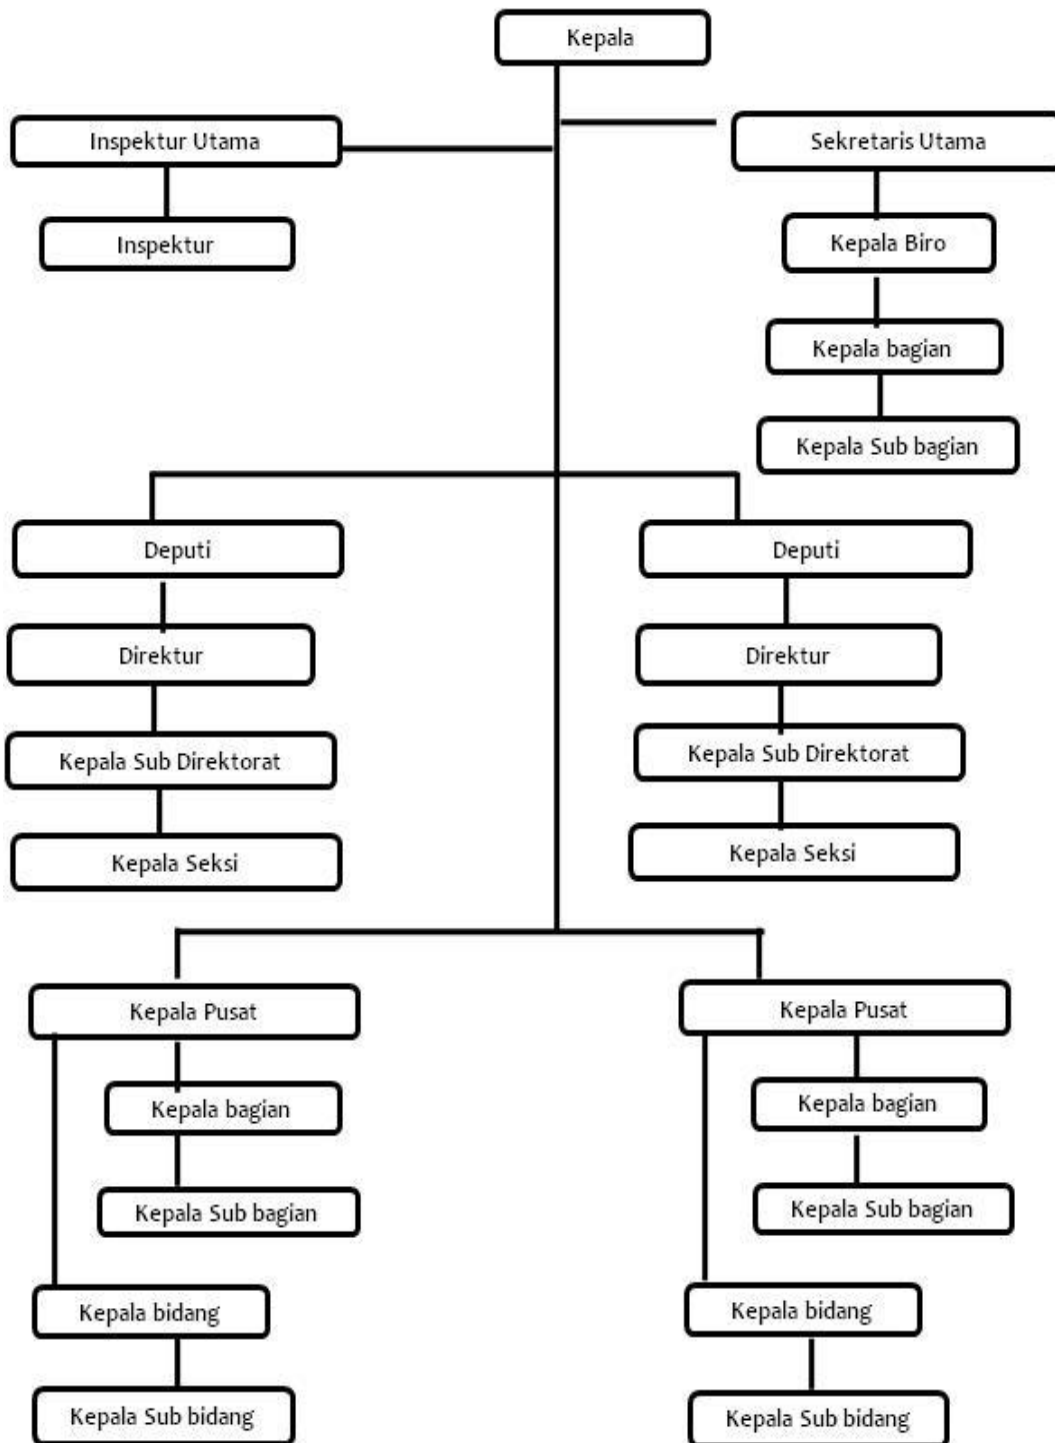 Kepala
Inspektur Utama
Sekretaris Utama
Inspektur
Kepala Biro
Kepala bagian
Kepala Sub bagian
Deputi
Deputi
Direktur
Direktur
Kepala Sub Direktorat
Kepala Sub Direktorat
Kepala Seksi
Kepala Seksi
Kepala Pusat
Kepala Pusat
Kepala bagian
Kepala bagian
Kepala Sub bagian
Kepala Sub bagian
Kepala bidang
Kepala bidang
Kepala Sub bidang
Kepala Sub bidang